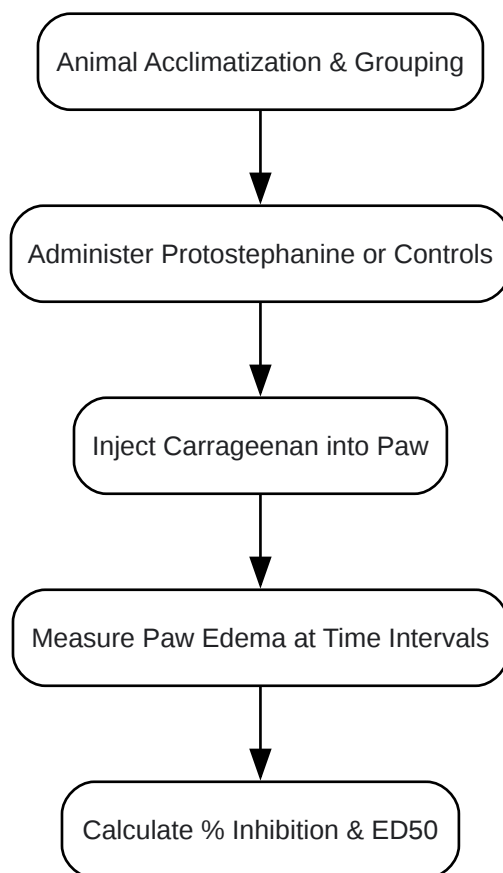 Animal Acclimatization & Grouping
Administer Protostephanine or Controls
Inject Carrageenan into Paw
Measure Paw Edema at Time Intervals
Calculate % Inhibition & ED50